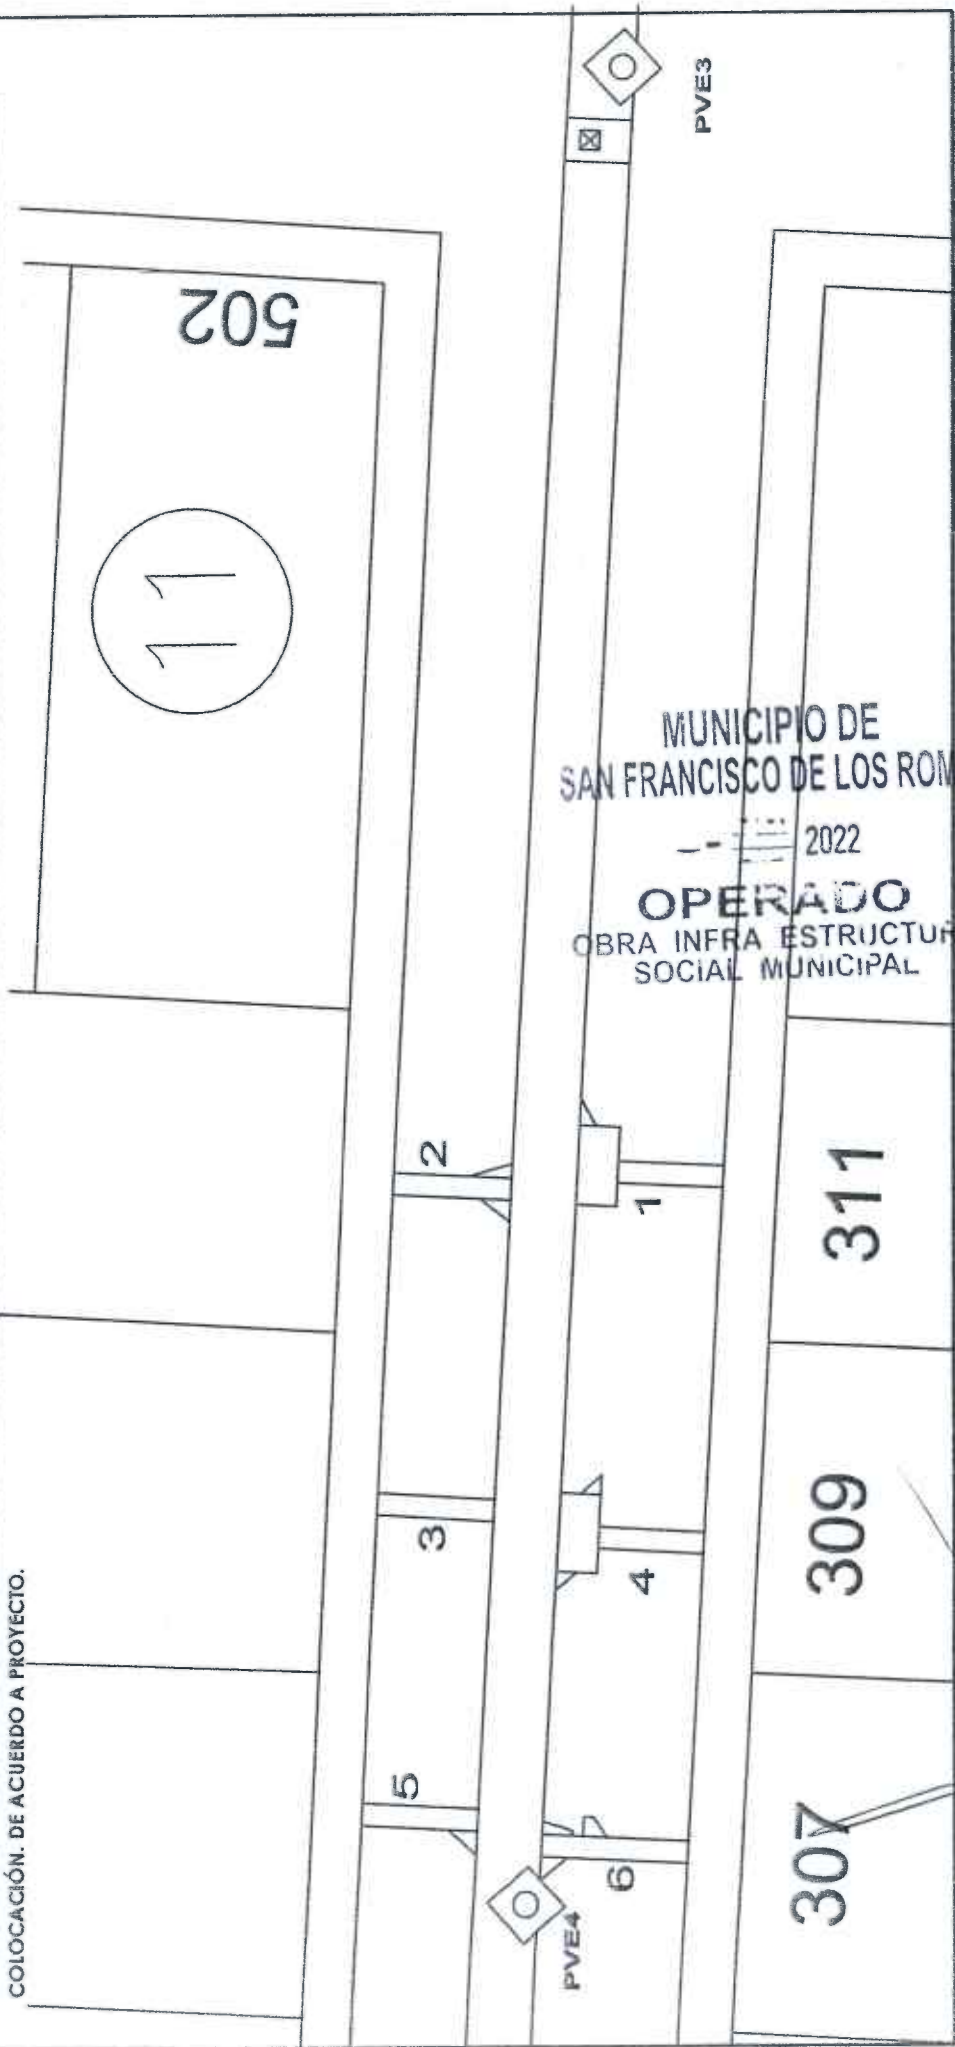 COLOCACIÓN. DE ACUERDO A PROYECTO.
PVE3
502
11
MUNICIPIO DE
SAN FRANCISCO DE LOS ROM
2022
OPERADO
OBRA INFRA ESTRUCTUR
SOCIAL MUNICIPAL
2
1
311
3
4
309
5
6
307
PVE4